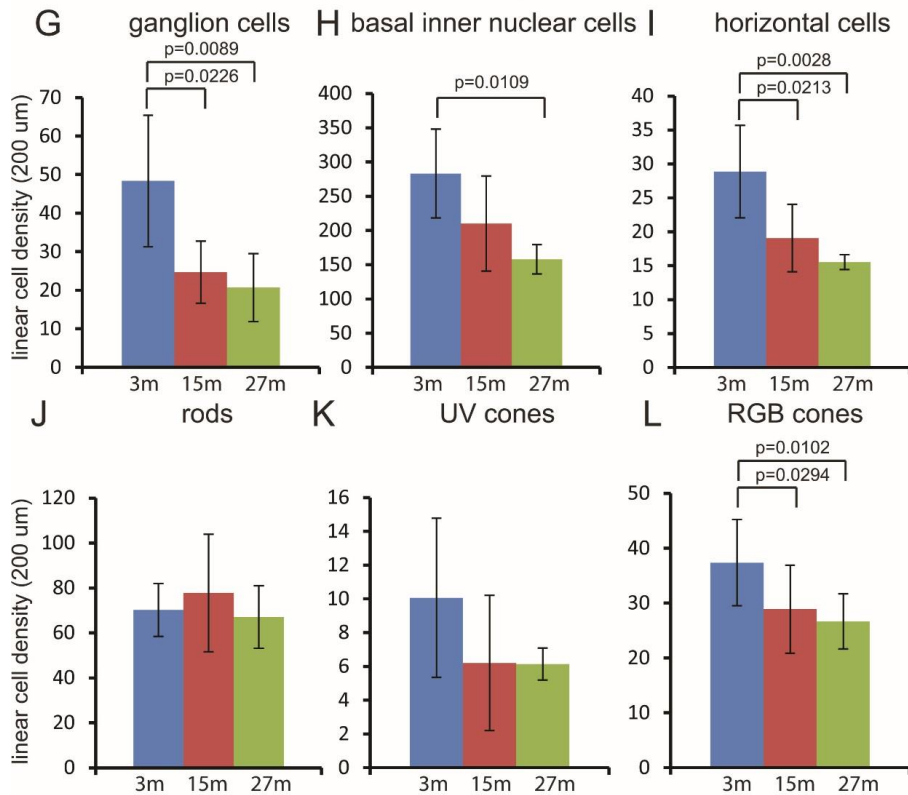 G ganglion cells
p=0.0089
p=0.0226
linear cell density (200 um)
70
60
50
40
30
20
10
0
3m 15m 27m
H basal inner nuclear cells
p=0.0109
400
350
300
250
200
150
100
50
0
3m 15m 27m
I horizontal cells
p=0.0028
p=0.0213
40
35
30
25
20
15
10
5
0
3m 15m 27m
J rods
linear cell density (200 um)
120
100
80
60
40
20
0
3m 15m 27m
K UV cones
16
14
12
10
8
6
4
2
0
3m 15m 27m
L RGB cones
p=0.0102
p=0.0294
50
40
30
20
10
0
3m 15m 27m